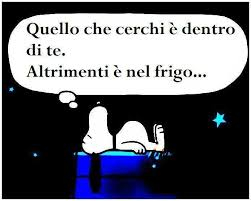 Quello che cerchi è dentro
di te.
Altrimenti è nel frigo...